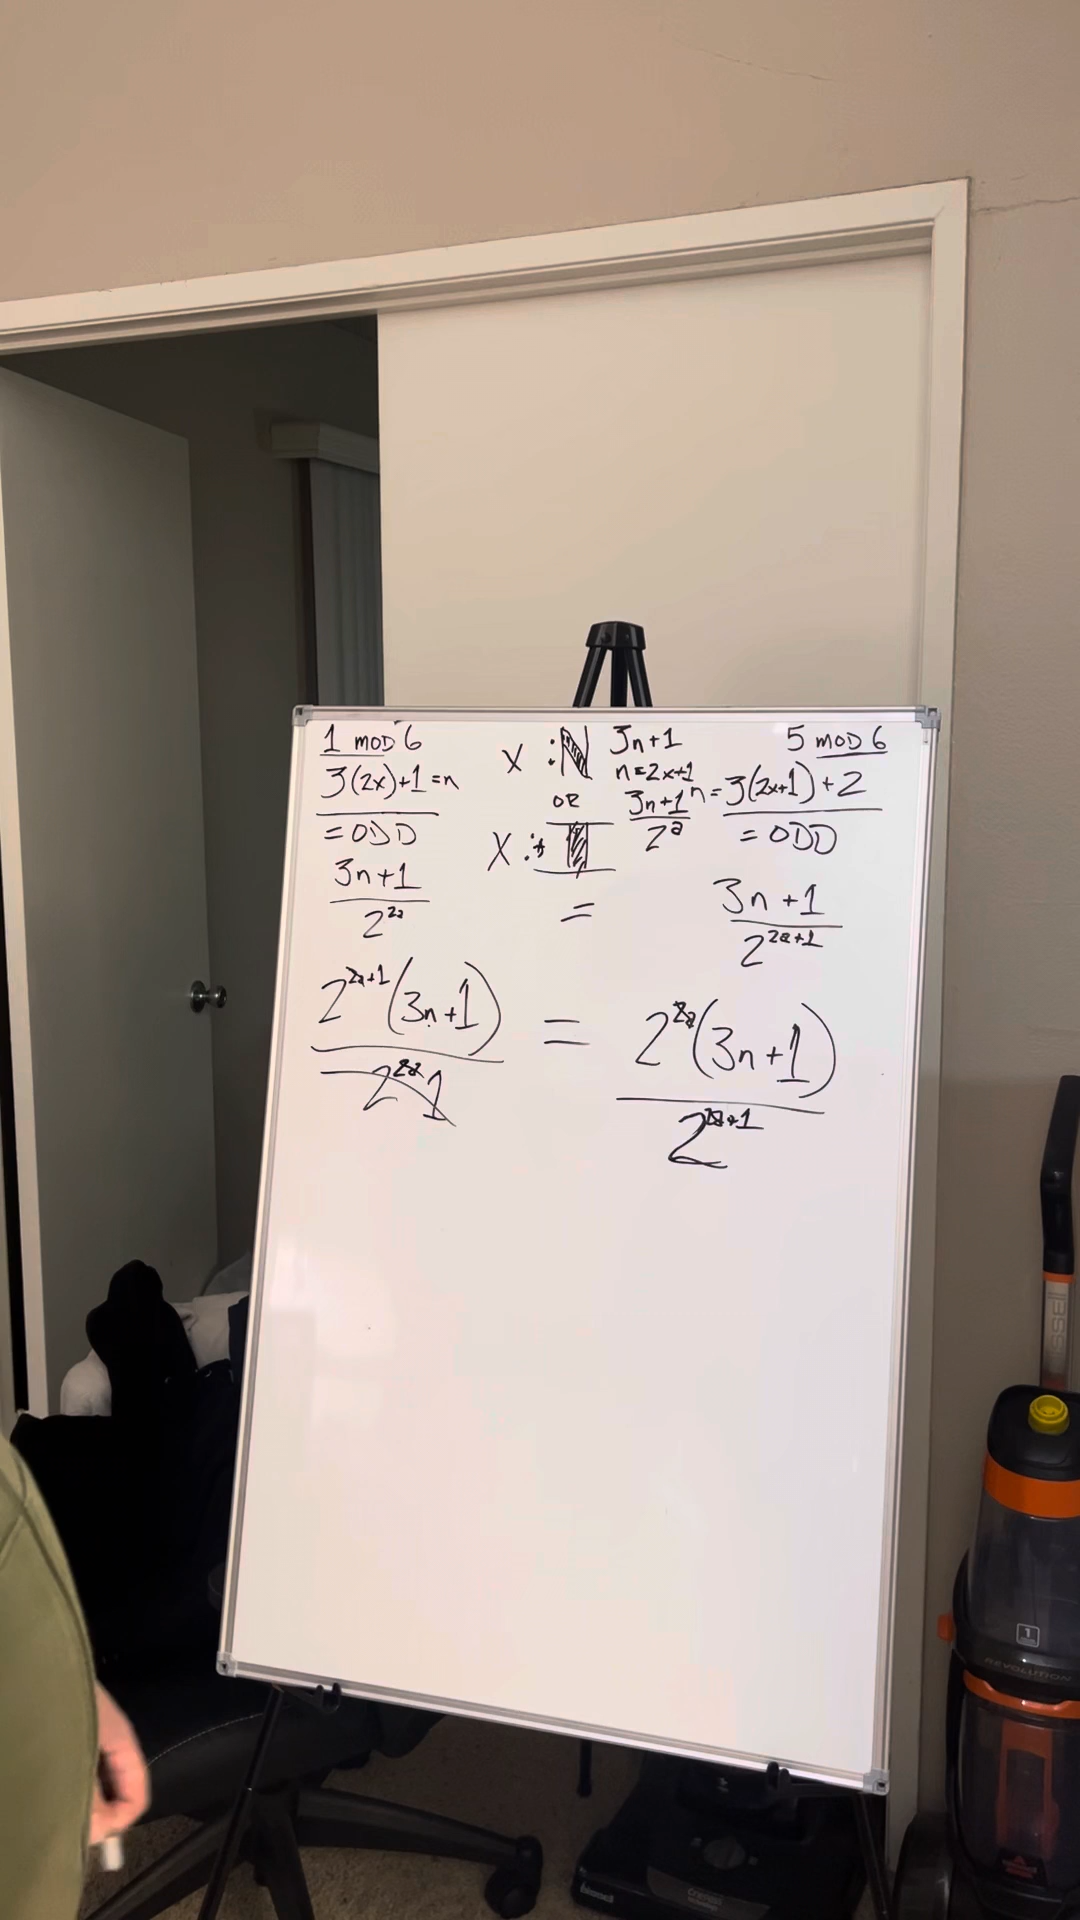 1 MOD 6
3(2x)+1=n
= ODD
3n+1
2^2a
2^2a+1(3n+1)
2^2a 1
X :N
OR
X :
3n+1
n=2x+1
3n+1
2^a
=
=
5 MOD 6
n=3(2x+1)+2
= ODD
3n+1
2^2a+1
2^2a(3n+1)
2^2a+1
1
REVOLUTION